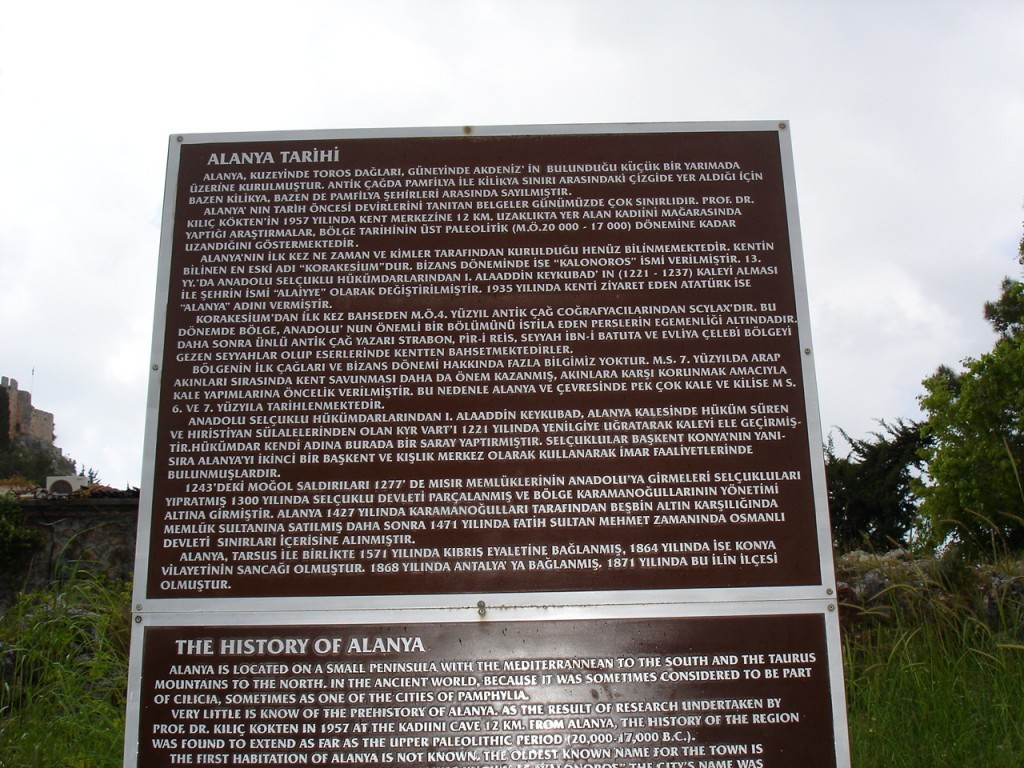 ALANYA TARİHİ
ALANYA, KUZEYİNDE TOROS DAĞLARI, GÜNEYİNDE AKDENİZ' İN BULUNDUĞU KÜÇÜK BİR YARIMADA
ÜZERİNE KURULMUŞTUR. ANTİK ÇAĞDA PAMFİLYA İLE KİLİKYA SINIRI ARASINDAKİ ÇİZGİDE YER ALDIĞI İÇİN
BAZEN KİLİKYA, BAZEN DE PAMFİLYA ŞEHİRLERİ ARASINDA SAYILMIŞTIR.
ALANYA' NIN TARİH ÖNCESİ DEVİRLERİNİ TANITAN BELGELER GÜNÜMÜZDE ÇOK SINIRLIDIR. PROF. DR.
KILIÇ KÖKTEN'İN 1957 YILINDA KENT MERKEZİNE 12 KM. UZAKLIKTA YER ALAN KADIİNİ MAĞARASINDA
YAPTIĞI ARAŞTIRMALAR, BÖLGE TARİHİNİN ÜST PALEOLİTİK (M.Ö.20 000 - 17 000) DÖNEMİNE KADAR
UZANDIĞINI GÖSTERMEKTEDİR.
ALANYA'NIN İLK KEZ NE ZAMAN VE KİMLER TARAFINDAN KURULDUĞU HENÜZ BİLİNMEMEKTEDİR. KENTİN
BİLİNEN EN ESKİ ADI "KORAKESİUM"DUR. BİZANS DÖNEMİNDE İSE "KALONOROS" İSMİ VERİLMİŞTİR. 13.
YY.'DA ANADOLU SELÇUKLU HÜKÜMDARLARINDAN I. ALAADDİN KEYKUBAD' IN (1221 - 1237) KALEYİ ALMASI
İLE ŞEHRİN İSMİ "ALAİYYE" OLARAK DEĞİŞTİRİLMİŞTİR. 1935 YILINDA KENTİ ZİYARET EDEN ATATÜRK İSE
"ALANYA" ADINI VERMİŞTİR.
KORAKESİUM'DAN İLK KEZ BAHSEDEN M.Ö.4. YÜZYIL ANTİK ÇAĞ COĞRAFYACILARINDAN SCYLAX'DIR. BU
DÖNEMDE BÖLGE, ANADOLU' NUN ÖNEMLİ BİR BÖLÜMÜNÜ İSTİLA EDEN PERSLERİN EGEMENLİĞİ ALTINDADIR.
DAHA SONRA ÜNLÜ ANTİK ÇAĞ YAZARI STRABON, PİR-İ REİS, SEYYAH İBN-İ BATUTA VE EVLİYA ÇELEBİ BÖLGEYİ
GEZEN SEYYAHLAR OLUP ESERLERİNDE KENTTEN BAHSETMEKTEDİRLER.
BÖLGENİN İLK ÇAĞLARI VE BİZANS DÖNEMİ HAKKINDA FAZLA BİLGİMİZ YOKTUR. M.S. 7. YÜZYILDA ARAP
AKINLARI SIRASINDA KENT SAVUNMASI DAHA DA ÖNEM KAZANMIŞ, AKINLARA KARŞI KORUNMAK AMACIYLA
KALE YAPIMLARINA ÖNCELİK VERİLMİŞTİR. BU NEDENLE ALANYA VE ÇEVRESİNDE PEK ÇOK KALE VE KİLİSE M S.
6. VE 7. YÜZYILA TARİHLENMEKTEDİR.
ANADOLU SELÇUKLU HÜKÜMDARLARINDAN I. ALAADDİN KEYKUBAD, ALANYA KALESİNDE HÜKÜM SÜREN
VE HIRİSTİYAN SÜLALELERİNDEN OLAN KYR VART'I 1221 YILINDA YENİLGİYE UĞRATARAK KALEYİ ELE GEÇİRMİŞ-
TİR.HÜKÜMDAR KENDİ ADINA BURADA BİR SARAY YAPTIRMIŞTIR. SELÇUKLULAR BAŞKENT KONYA'NIN YANI-
SIRA ALANYA'YI İKİNCİ BİR BAŞKENT VE KIŞLIK MERKEZ OLARAK KULLANARAK İMAR FAALİYETLERİNDE
BULUNMUŞLARDIR.
1243'DEKİ MOĞOL SALDIRILARI 1277' DE MISIR MEMLÜKLERİNİN ANADOLU'YA GİRMELERİ SELÇUKLULARI
YIPRATMIŞ 1300 YILINDA SELÇUKLU DEVLETİ PARÇALANMIŞ VE BÖLGE KARAMANOĞULLARININ YÖNETİMİ
ALTINA GİRMİŞTİR. ALANYA 1427 YILINDA KARAMANOĞULLARI TARAFINDAN BEŞBİN ALTIN KARŞILIĞINDA
MEMLÜK SULTANINA SATILMIŞ DAHA SONRA 1471 YILINDA FATİH SULTAN MEHMET ZAMANINDA OSMANLI
DEVLETİ SINIRLARI İÇERİSİNE ALINMIŞTIR.
ALANYA, TARSUS İLE BİRLİKTE 1571 YILINDA KIBRIS EYALETİNE BAĞLANMIŞ, 1864 YILINDA İSE KONYA
VİLAYETİNİN SANCAĞI OLMUŞTUR. 1868 YILINDA ANTALYA' YA BAĞLANMIŞ. 1871 YILINDA BU İLİN İLÇESİ
OLMUŞTUR.
THE HISTORY OF ALANYA
ALANYA IS LOCATED ON A SMALL PENINSULA WITH THE MEDITERRANNEAN TO THE SOUTH AND THE TAURUS
MOUNTAINS TO THE NORTH. IN THE ANCIENT WORLD, BECAUSE IT WAS SOMETIMES CONSIDERED TO BE PART
OF CILICIA, SOMETIMES AS ONE OF THE CITIES OF PAMPHYLIA.
VERY LITTLE IS KNOW OF THE PREHISTORY OF ALANYA. AS THE RESULT OF RESEARCH UNDERTAKEN BY
PROF. DR. KILIÇ KOKTEN IN 1957 AT THE KADIINI CAVE 12 KM. FROM ALANYA, THE HISTORY OF THE REGION
WAS FOUND TO EXTEND AS FAR AS THE UPPER PALEOLITHIC PERIOD (20,000-17,000 B.C.).
THE FIRST HABITATION OF ALANYA IS NOT KNOWN. THE OLDEST KNOWN NAME FOR THE TOWN IS
"KALONOROS" THE CITY'S NAME WAS